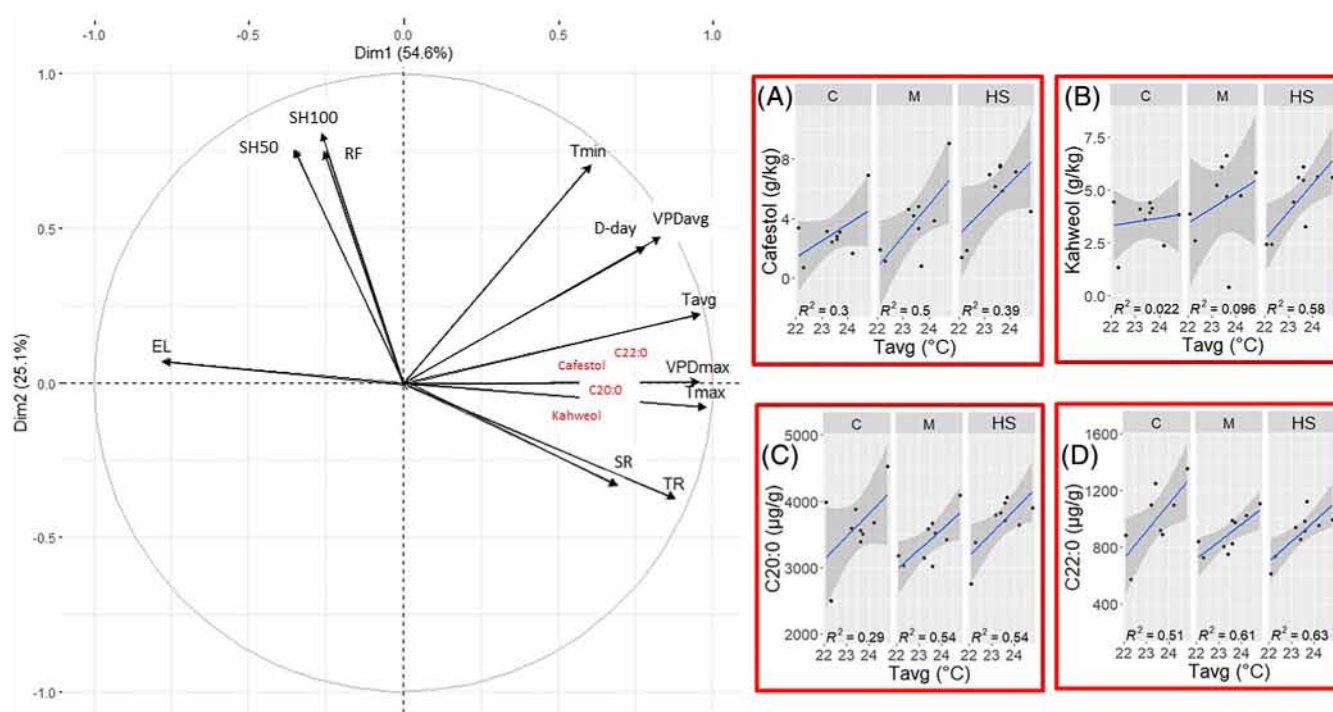 -1.0 -0.5 0.0 0.5 1.0
Dim1 (54.6%)
1.0
0.5
0.0
-0.5
-1.0
Dim2 (25.1%)
SH100
SH50
RF
Tmin
D-day
VPDavg
Tavg
EL
C22:0
Cafestol
VPDmax
C20:0
Tmax
Kahweol
SR
TR
(A)
C M HS
Cafestol (g/kg)
8
4
0
R² = 0.3 R² = 0.5 R² = 0.39
22 23 24 22 23 24 22 23 24
Tavg (°C)
(B)
C M HS
Kahweol (g/kg)
7.5
5.0
2.5
0.0
R² = 0.022 R² = 0.096 R² = 0.58
22 23 24 22 23 24 22 23 24
Tavg (°C)
(C)
C M HS
C20:0 (µg/g)
5000
4000
3000
2000
R² = 0.29 R² = 0.54 R² = 0.54
22 23 24 22 23 24 22 23 24
Tavg (°C)
(D)
C M HS
C22:0 (µg/g)
1600
1200
800
400
R² = 0.51 R² = 0.61 R² = 0.63
22 23 24 22 23 24 22 23 24
Tavg (°C)